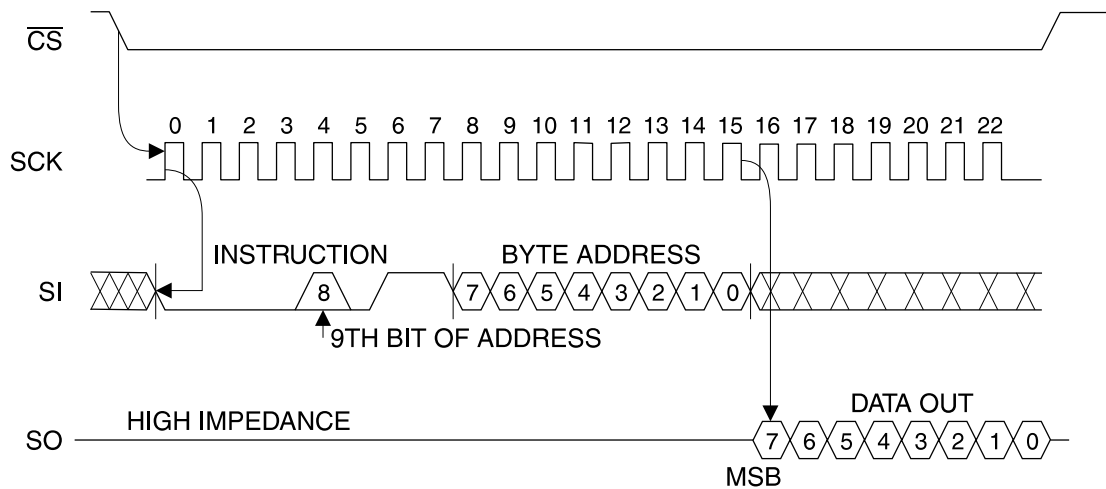 CS
0 1 2 3 4 5 6 7 8 9 10 11 12 13 14 15 16 17 18 19 20 21 22
SCK
INSTRUCTION BYTE ADDRESS
SI 8 7 6 5 4 3 2 1 0
9TH BIT OF ADDRESS
HIGH IMPEDANCE DATA OUT
SO 7 6 5 4 3 2 1 0
MSB